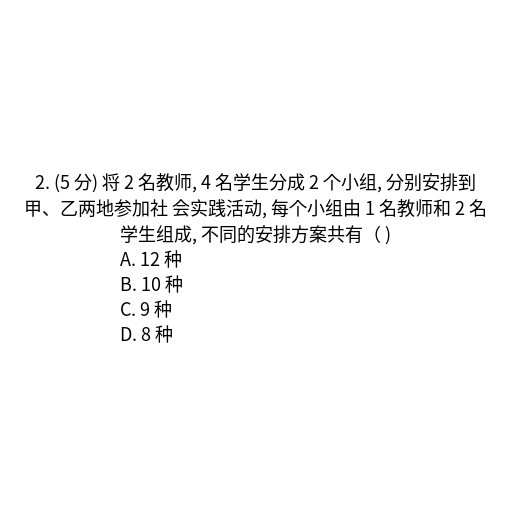 2. (5 分) 将 2 名教师, 4 名学生分成 2 个小组, 分别安排到
甲、乙两地参加社 会实践活动, 每个小组由 1 名教师和 2 名
学生组成, 不同的安排方案共有（ )
A. 12 种
B. 10 种
C. 9 种
D. 8 种